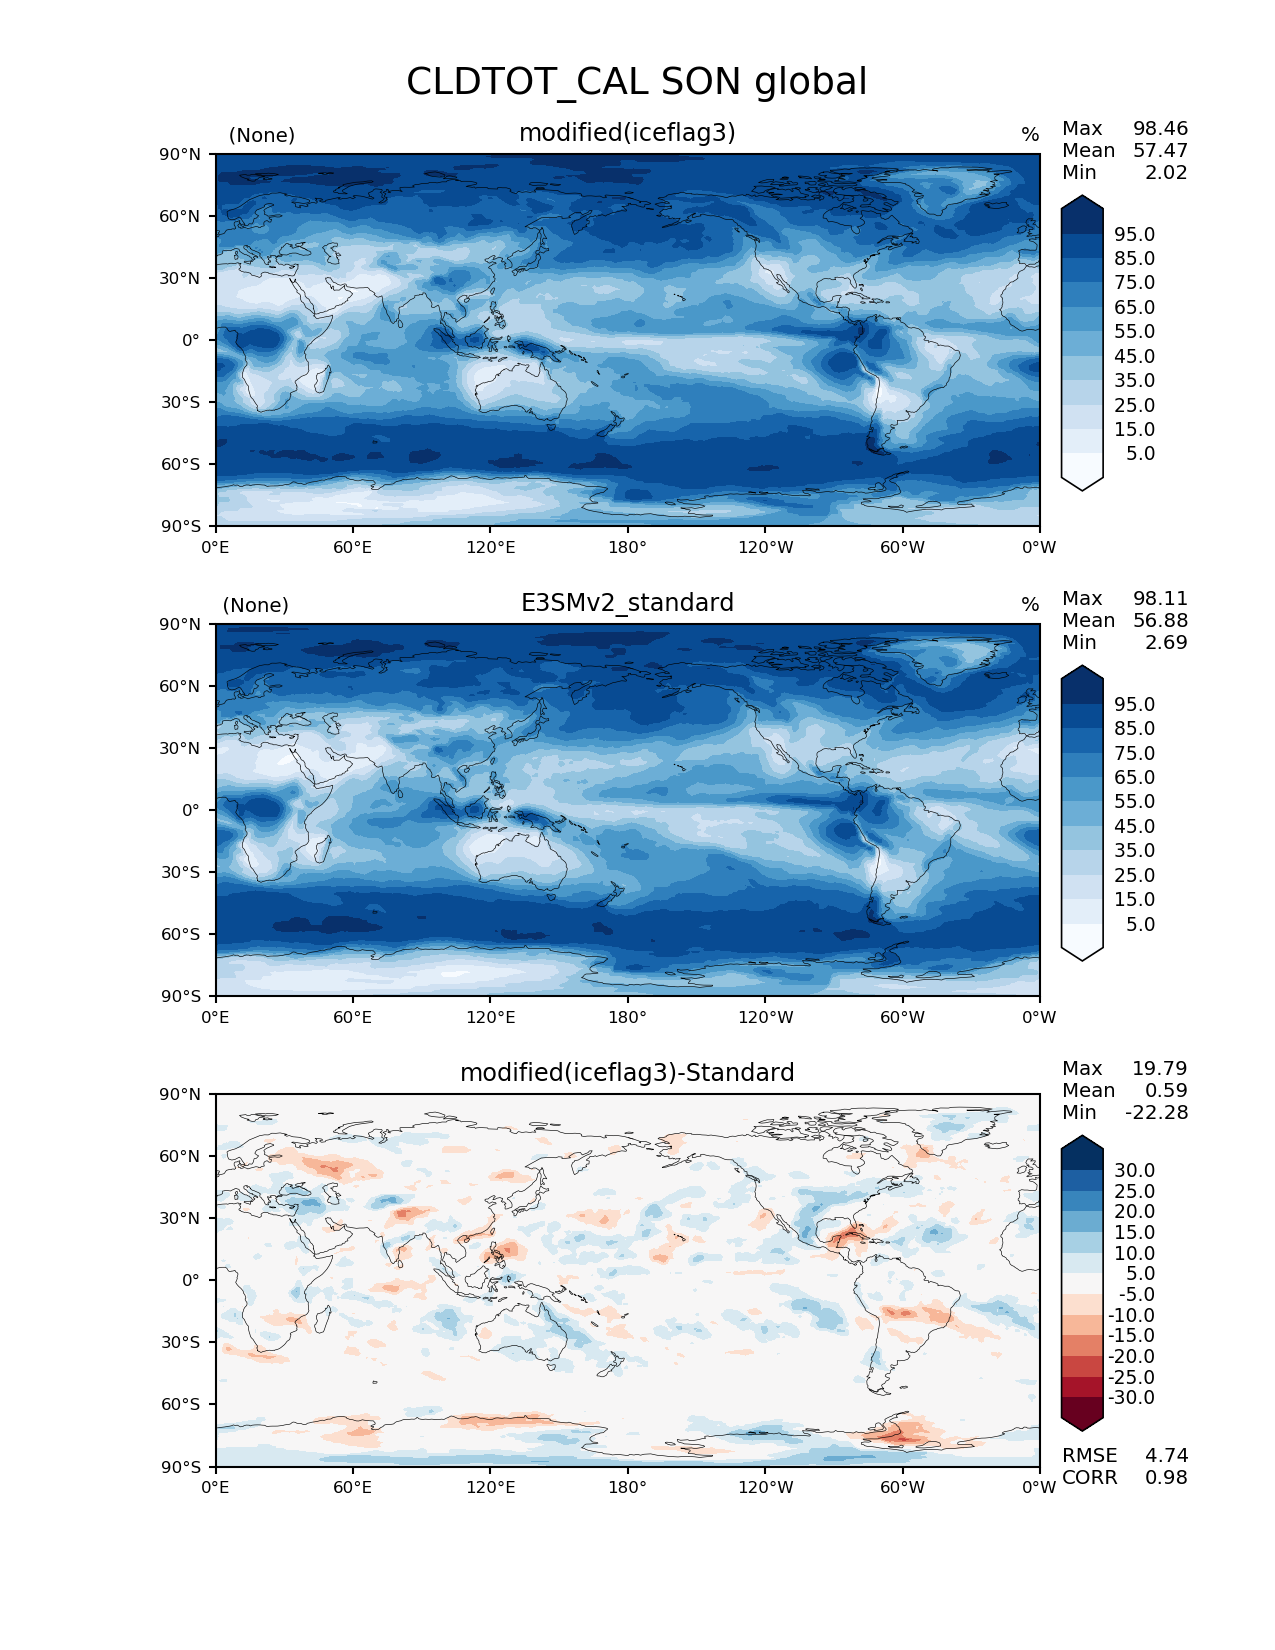 CLDTOT_CAL SON global
(None) modified(iceflag3) %
Max 98.46
Mean 57.47
Min 2.02
90°N
60°N
30°N
0°
30°S
60°S
90°S
0°E 60°E 120°E 180° 120°W 60°W 0°W
95.0
85.0
75.0
65.0
55.0
45.0
35.0
25.0
15.0
5.0
(None) E3SMv2_standard %
Max 98.11
Mean 56.88
Min 2.69
90°N
60°N
30°N
0°
30°S
60°S
90°S
0°E 60°E 120°E 180° 120°W 60°W 0°W
95.0
85.0
75.0
65.0
55.0
45.0
35.0
25.0
15.0
5.0
modified(iceflag3)-Standard
Max 19.79
Mean 0.59
Min -22.28
90°N
60°N
30°N
0°
30°S
60°S
90°S
0°E 60°E 120°E 180° 120°W 60°W 0°W
30.0
25.0
20.0
15.0
10.0
5.0
-5.0
-10.0
-15.0
-20.0
-25.0
-30.0
RMSE 4.74
CORR 0.98